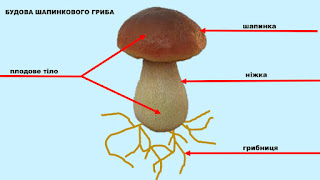 БУДОВА ШАПИНКОВОГО ГРИБА
шапинка
плодове тіло
ніжка
грибниця